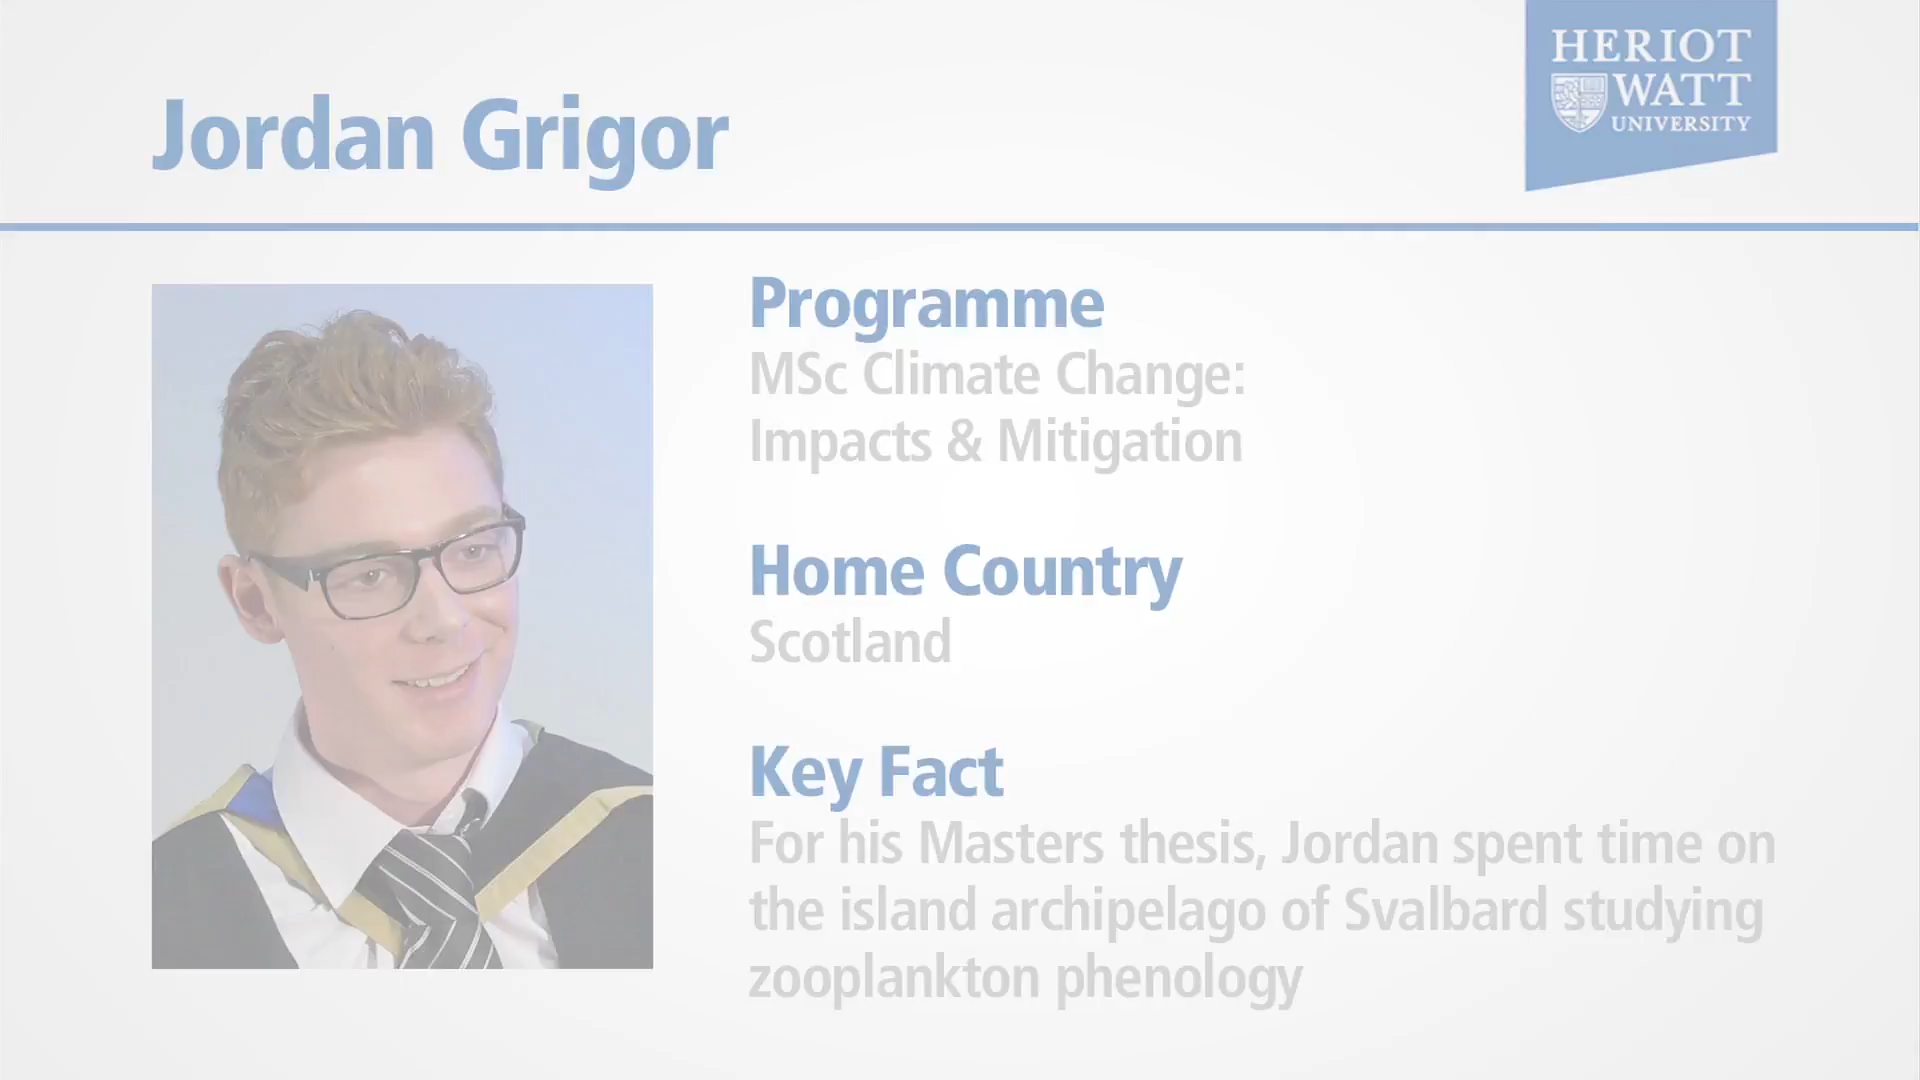 Jordan Grigor
HERIOT
WATT
UNIVERSITY
Programme
MSc Climate Change:
Impacts & Mitigation
Home Country
Scotland
Key Fact
For his Masters thesis, Jordan spent time on
the island archipelago of Svalbard studying
zooplankton phenology